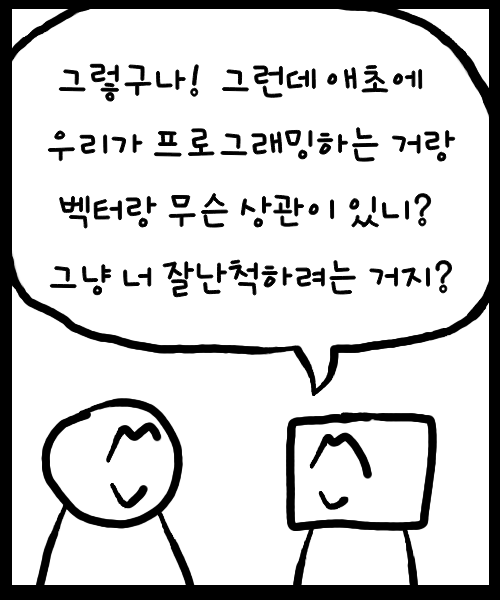 그렇구나! 그런데 애초에
우리가 프로그래밍하는 거랑
벡터랑 무슨 상관이 있니?
그냥 너 잘난척하려는 거지?